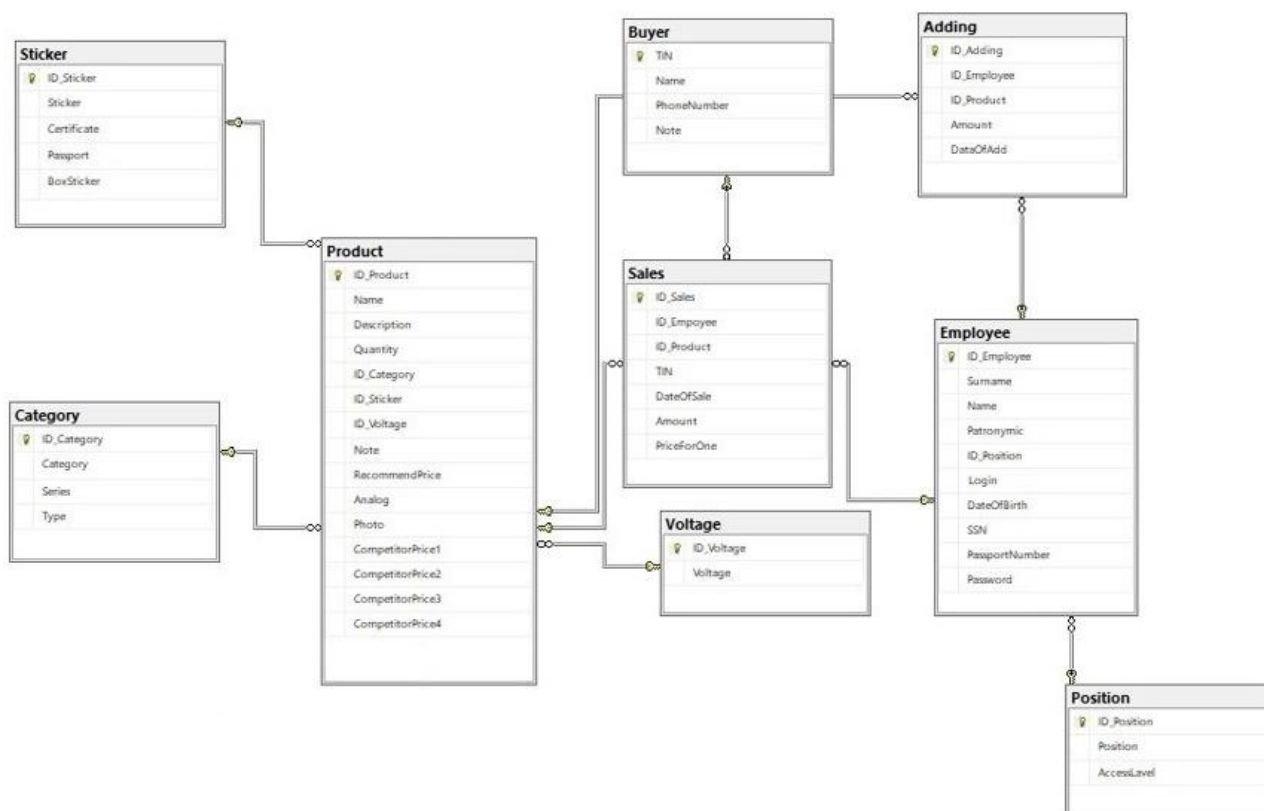 Sticker
ID_Sticker
Sticker
Certificate
Passport
BoxSticker
Category
ID_Category
Category
Series
Type
Product
ID_Product
Name
Description
Quantity
ID_Category
ID_Sticker
ID_Voltage
Note
RecommendPrice
Analog
Photo
CompetitorPrice1
CompetitorPrice2
CompetitorPrice3
CompetitorPrice4
Buyer
TIN
Name
PhoneNumber
Note
Sales
ID_Sales
ID_Empoyee
ID_Product
TIN
DateOfSale
Amount
PriceForOne
Voltage
ID_Voltage
Voltage
Adding
ID_Adding
ID_Employee
ID_Product
Amount
DataOfAdd
Employee
ID_Employee
Surname
Name
Patronymic
ID_Position
Login
DateOfBirth
SSN
PassportNumber
Password
Position
ID_Position
Position
AccessLavel